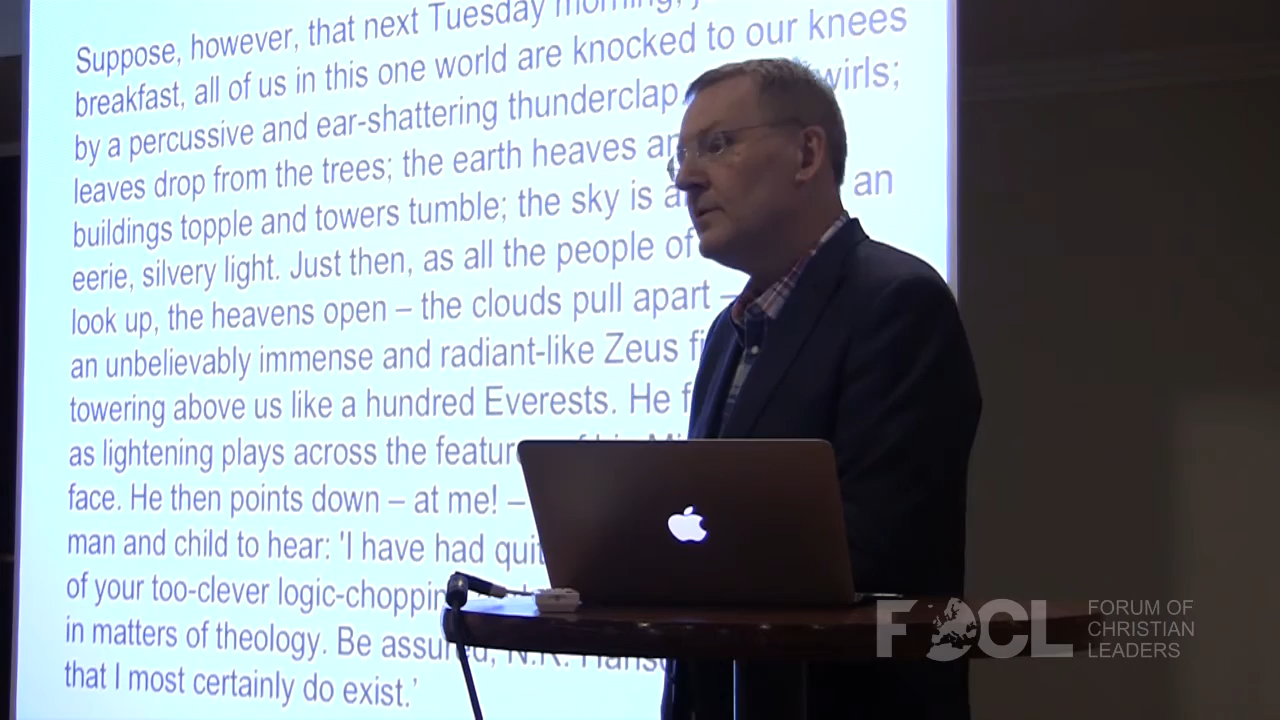 Suppose, however, that next Tuesday morning,
breakfast, all of us in this one world are knocked to our knees
by a percussive and ear-shattering thunderclap.
leaves drop from the trees; the earth heaves
buildings topple and towers tumble; the sky is an
eerie, silvery light. Just then, as all the people of
look up, the heavens open – the clouds pull apart –
an unbelievably immense and radiant-like Zeus
towering above us like a hundred Everests. He
as lightening plays across the
face. He then points down – at me! –
man and child to hear: 'I have had
of your too-clever
in matters of theology. Be
that I most certainly do exist.'
FOCL
FORUM OF
CHRISTIAN
LEADERS